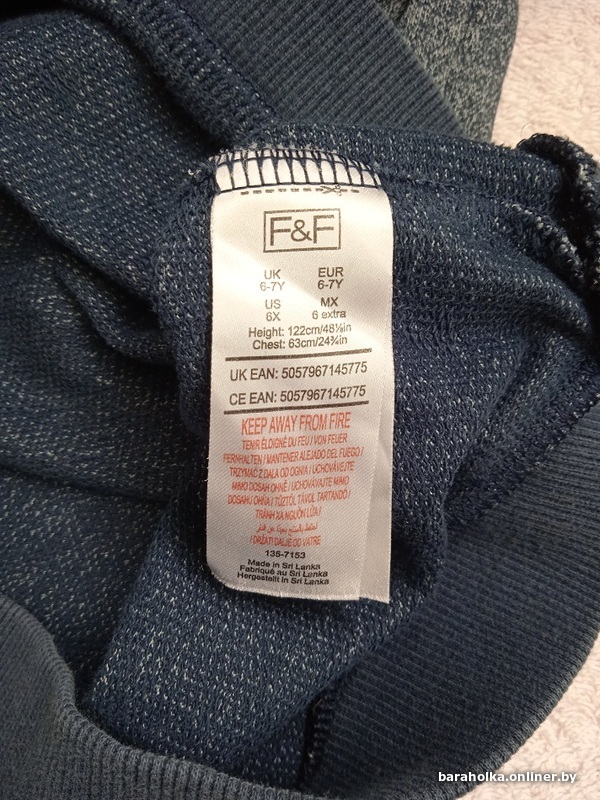 F&F
UK EUR
6-7Y 6-7Y
US MX
6X 6 extra
Height: 122cm/48¼in
Chest: 63cm/24¾in
UK EAN: 5057967145775
CE EAN: 5057967145775
KEEP AWAY FROM FIRE
TENIR ÉLOIGNÉ DU FEU / VON FEUER
FERNHALTEN / MANTENER ALEJADO DEL FUEGO /
TRZYMAĆ Z DALA OD OGNIA / UCHOVÁVEJTE
MIMO DOSAH OHNĚ / UCHOVÁVAJTE MIMO
DOSAHU OHŇA / TŰZTŐL TÁVOL TARTANDÓ /
TRÁNH XA NGUỒN LỬA /
/ DRŽATI DALJE OD VATRE
135-7153
Made in Sri Lanka
Fabriqué au Sri Lanka
Hergestellt in Sri Lanka
baraholka.onliner.by